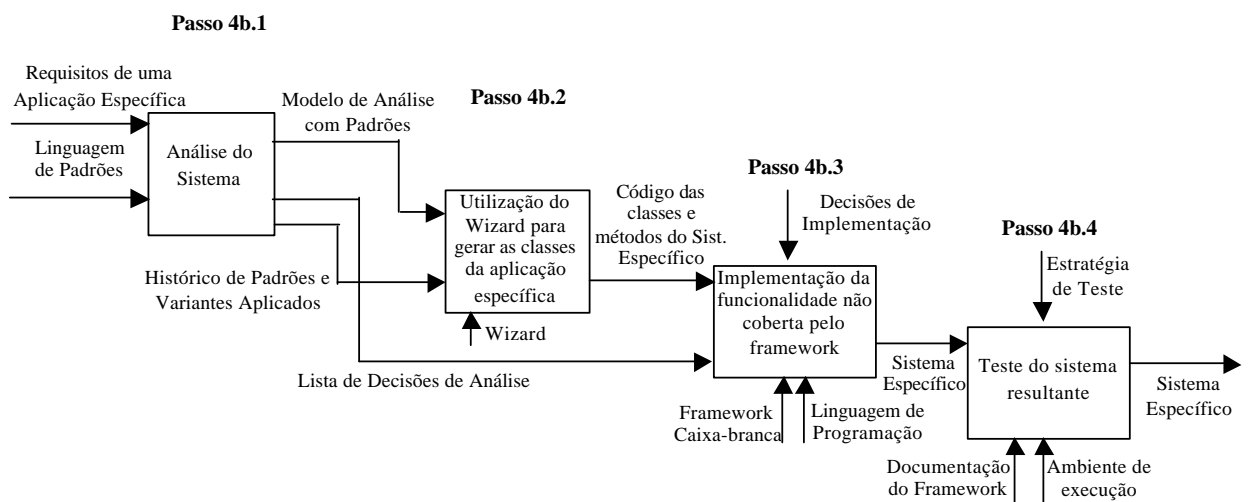 Passo 4b.1
Requisitos de uma
Aplicação Específica
Linguagem
de Padrões
Análise do
Sistema
Modelo de Análise
com Padrões
Histórico de Padrões e
Variantes Aplicados
Passo 4b.2
Utilização do
Wizard para
gerar as classes
da aplicação
específica
Wizard
Lista de Decisões de Análise
Código das
classes e
métodos do Sist.
Específico
Passo 4b.3
Decisões de
Implementação
Implementação da
funcionalidade não
coberta pelo
framework
Framework
Caixa-branca
Linguagem de
Programação
Sistema
Específico
Passo 4b.4
Estratégia
de Teste
Teste do sistema
resultante
Documentação
do Framework
Ambiente de
execução
Sistema
Específico